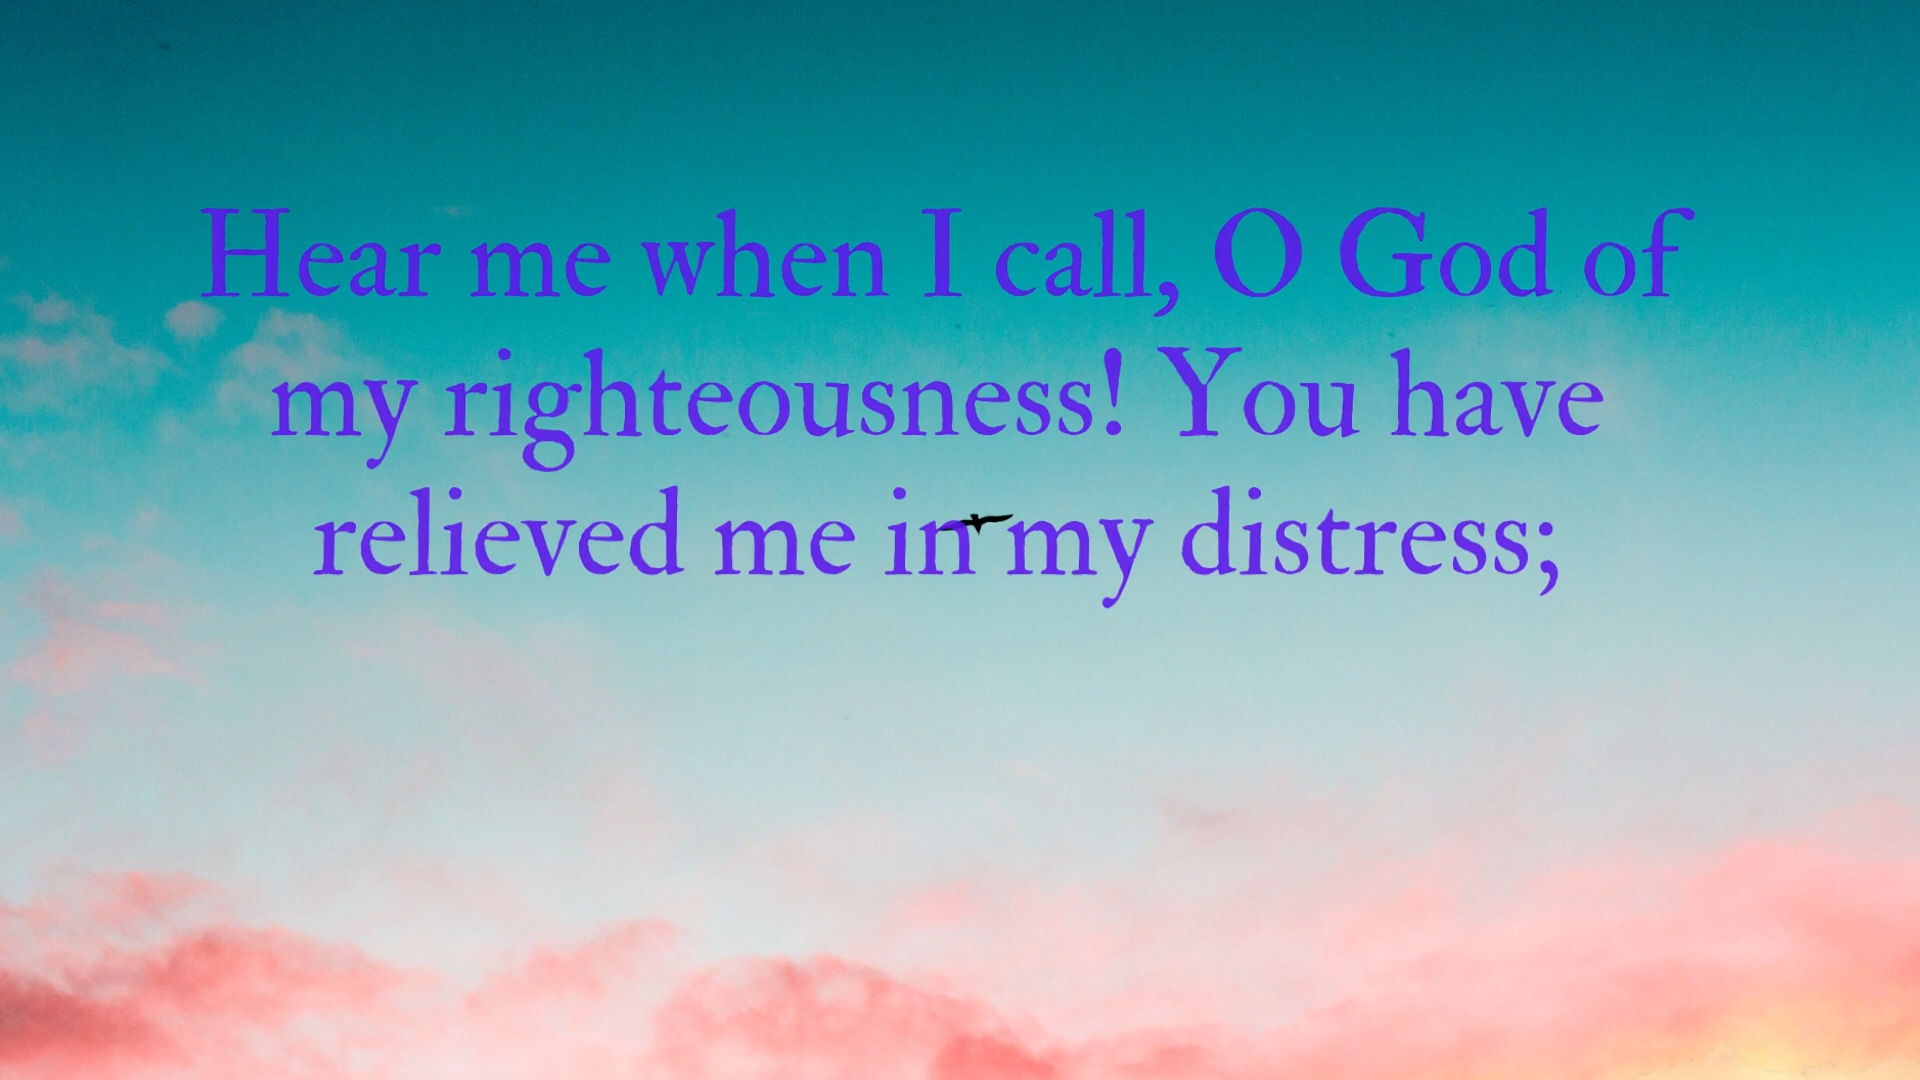 Hear me when I call, O God of
my righteousness! You have
relieved me in my distress;